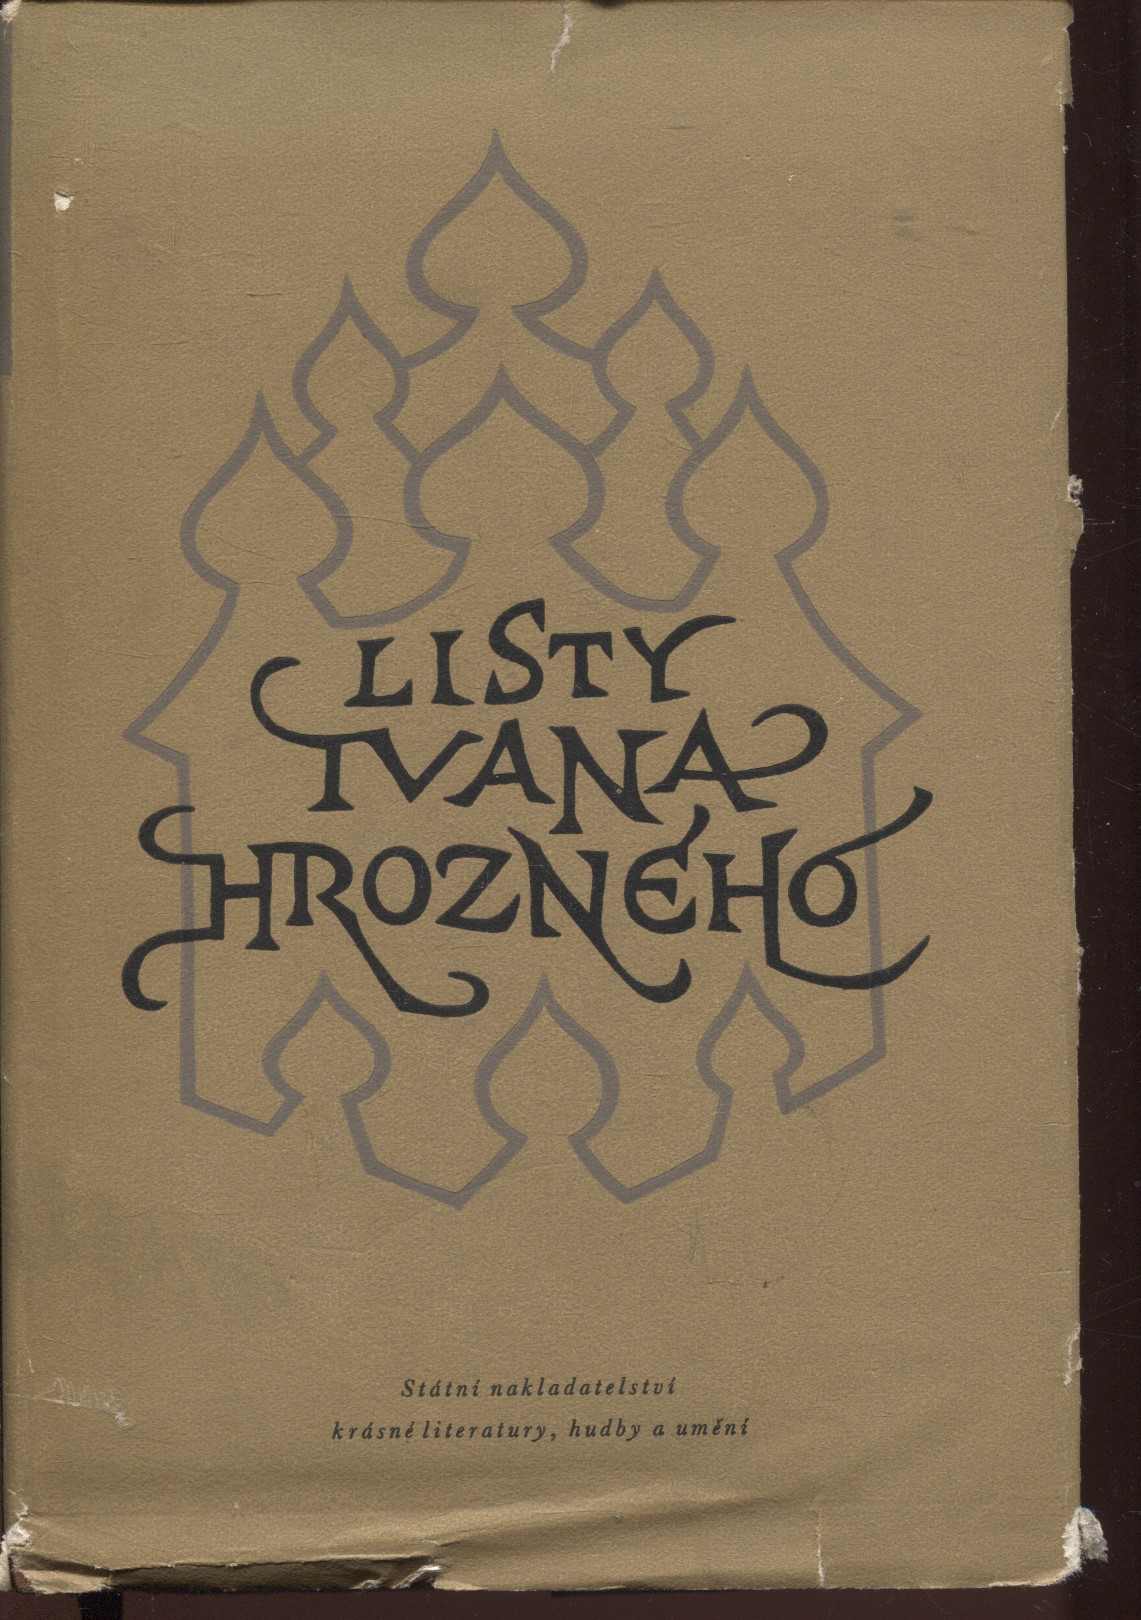 LISTY
IVANA
HROZNÉHO
Státní nakladatelství
krásné literatury, hudby a umění